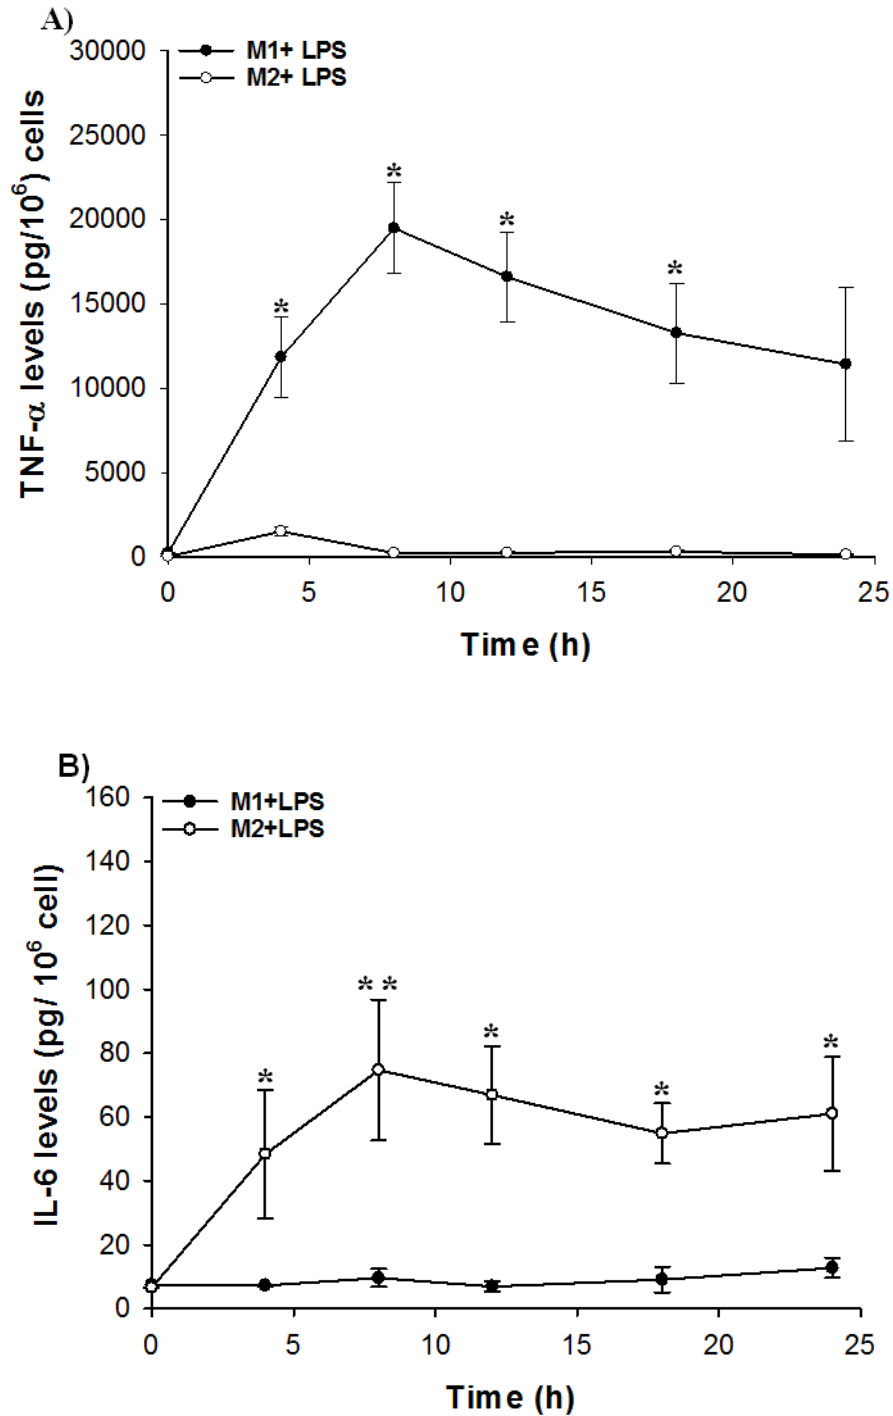 A)
M1+ LPS
M2+ LPS
30000
25000
20000
15000
10000
5000
0
TNF-α levels (pg/10⁶) cells
*
*
*
*
0 5 10 15 20 25
Time (h)
B)
M1+LPS
M2+LPS
160
140
120
100
80
60
40
20
0
IL-6 levels (pg/ 10⁶ cell)
*
* *
*
*
*
0 5 10 15 20 25
Time (h)